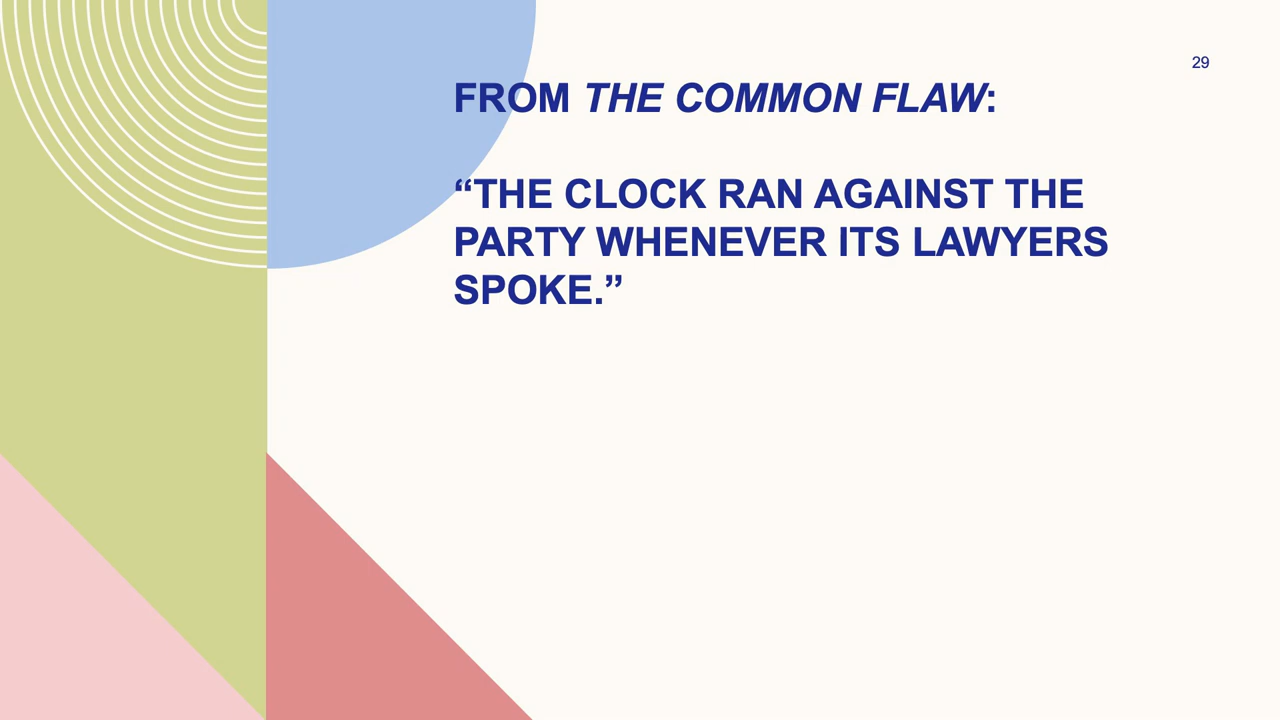 29
FROM THE COMMON FLAW:
“THE CLOCK RAN AGAINST THE
PARTY WHENEVER ITS LAWYERS
SPOKE.”